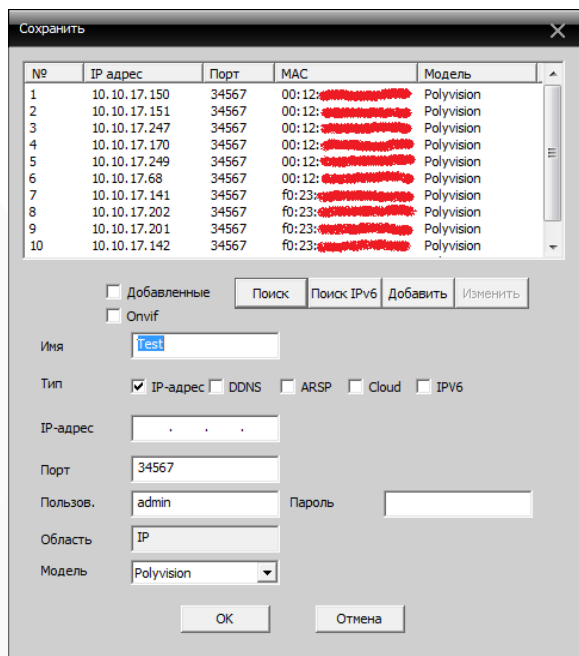 Сохранить
№ IP адрес Порт MAC Модель
1 10.10.17.150 34567 00:12: Polyvision
2 10.10.17.151 34567 00:12: Polyvision
3 10.10.17.247 34567 00:12: Polyvision
4 10.10.17.170 34567 00:12: Polyvision
5 10.10.17.249 34567 00:12: Polyvision
6 10.10.17.68 34567 00:12: Polyvision
7 10.10.17.141 34567 f0:23: Polyvision
8 10.10.17.202 34567 f0:23: Polyvision
9 10.10.17.201 34567 f0:23: Polyvision
10 10.10.17.142 34567 f0:23: Polyvision
Добавленные Поиск Поиск IPv6 Добавить Изменить
Onvif
Имя Test
Тип IP-адрес DDNS ARSP Cloud IPV6
IP-адрес . . .
Порт 34567
Пользов. admin Пароль
Область IP
Модель Polyvision
OK Отмена